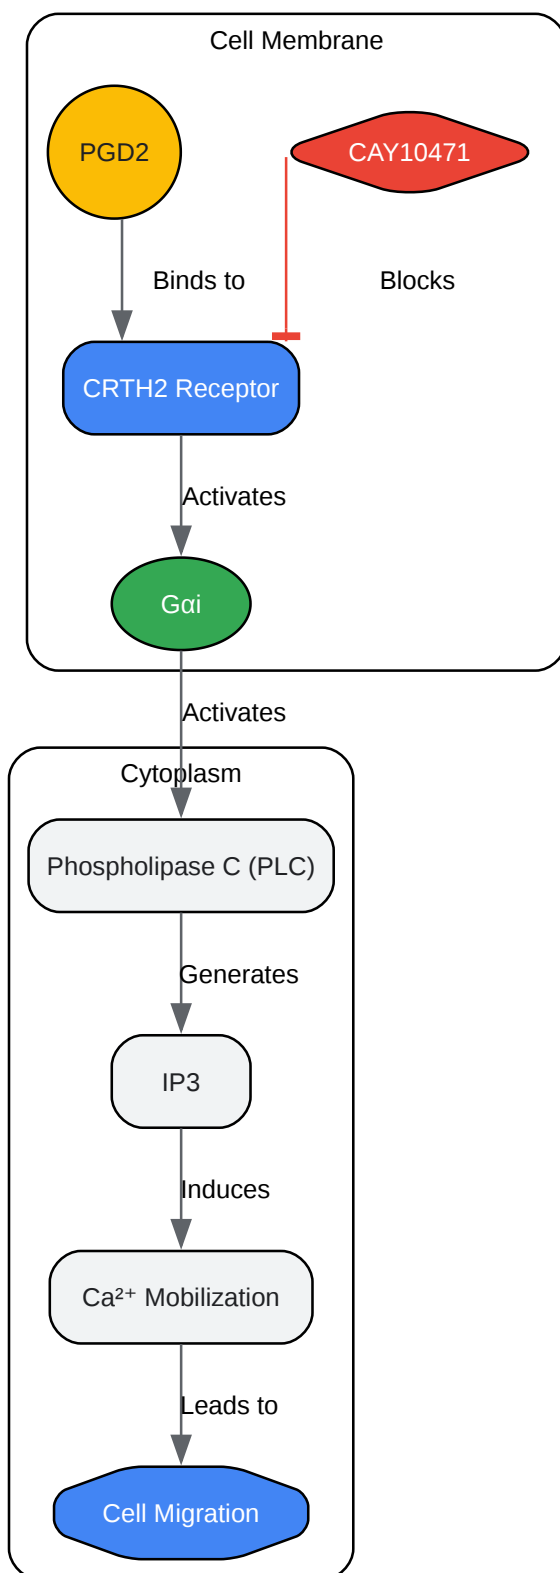 Cell Membrane
PGD2
CAY10471
Binds to
Blocks
CRTH2 Receptor
Activates
Gαi
Activates
Cytoplasm
Phospholipase C (PLC)
Generates
IP3
Induces
Ca²⁺ Mobilization
Leads to
Cell Migration